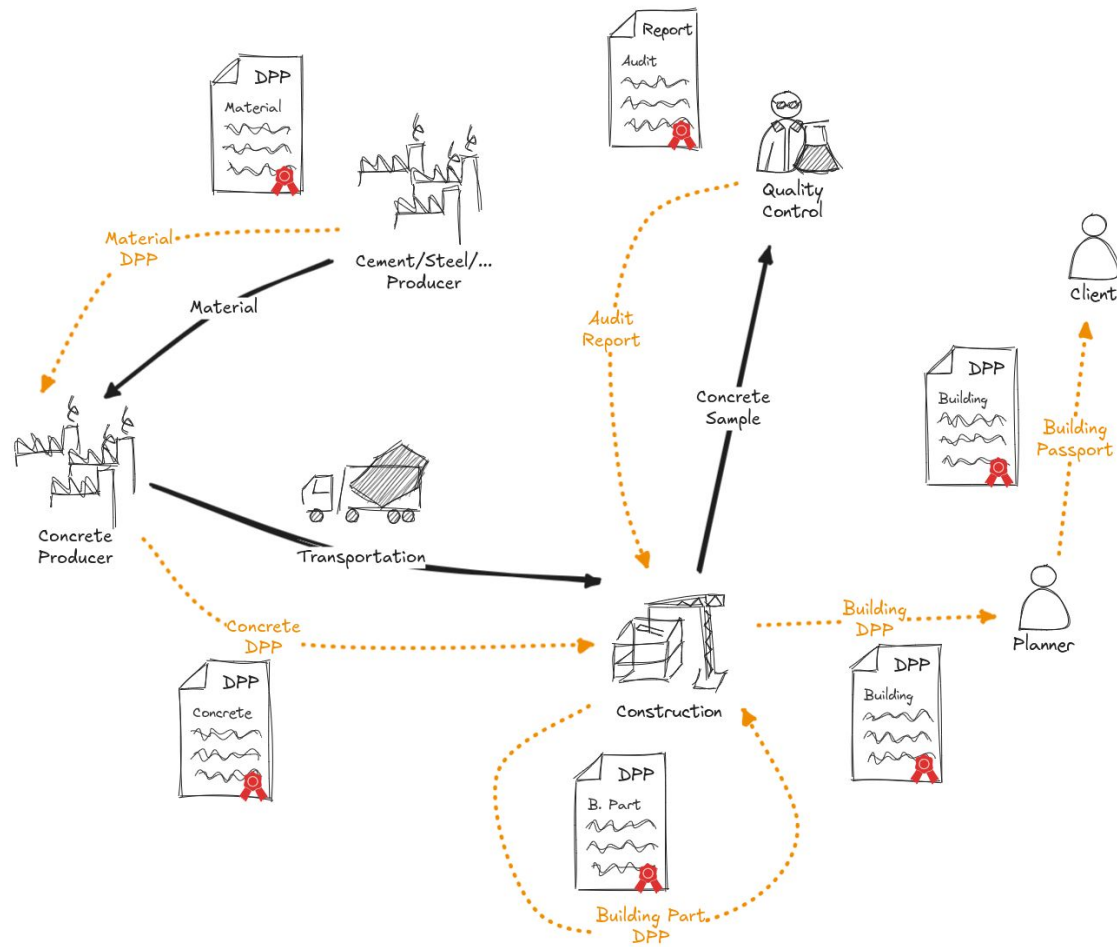 DPP
Material
Report
Audit
Quality
Control
Material
DPP
Cement/Steel/...
Producer
Material
Client
Audit
Report
DPP
Building
Concrete
Sample
Building
Passport
Concrete
Producer
Transportation
Concrete
DPP
Building
DPP
Planner
DPP
Concrete
DPP
Building
Construction
DPP
B. Part
Building Part
DPP